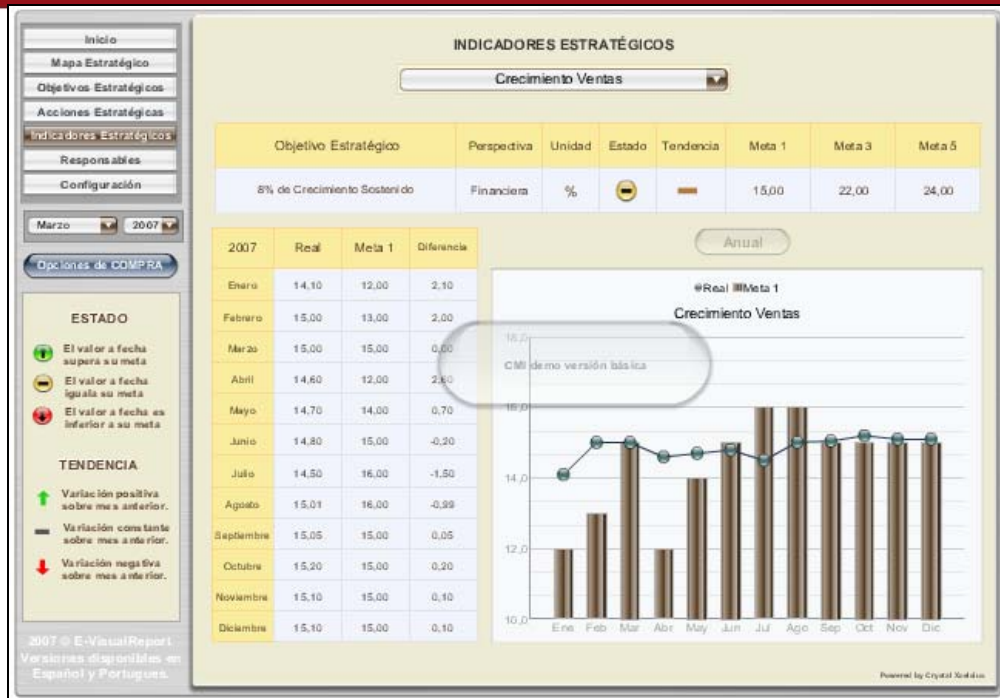 Inicio
Mapa Estratégico
Objetivos Estratégicos
Acciones Estratégicas
Indicadores Estratégicos
Responsables
Configuración
Marzo 2007
Opciones de COMPRA
ESTADO
El valor a fecha
supera su meta
El valor a fecha
iguala su meta
El valor a fecha es
inferior a su meta
TENDENCIA
Variación positiva
sobre mes anterior.
Variación constante
sobre mes anterior.
Variación negativa
sobre mes anterior.
2007 © E-VisualReport
Versiones disponibles en
Español y Portugues.
INDICADORES ESTRATÉGICOS
Crecimiento Ventas
Objetivo Estratégico Perspectiva Unidad Estado Tendencia Meta 1 Meta 3 Meta 5
8% de Crecimiento Sostenido Financiera % 15,00 22,00 24,00
2007 Real Meta 1 Diferencia
Enero 14,10 12,00 2,10
Febrero 15,00 13,00 2,00
Marzo 15,00 15,00 0,00
Abril 14,60 12,00 2,60
Mayo 14,70 14,00 0,70
Junio 14,80 15,00 -0,20
Julio 14,50 16,00 -1,50
Agosto 15,01 16,00 -0,99
Septiembre 15,05 15,00 0,05
Octubre 15,20 15,00 0,20
Noviembre 15,10 15,00 0,10
Diciembre 15,10 15,00 0,10
Anual
Real Meta 1
Crecimiento Ventas
18,0
CMI demo versión básica
16,0
14,0
12,0
10,0
Ene Feb Mar Abr May Jun Jul Ago Sep Oct Nov Dic
Powered by Crystal Xcelsius